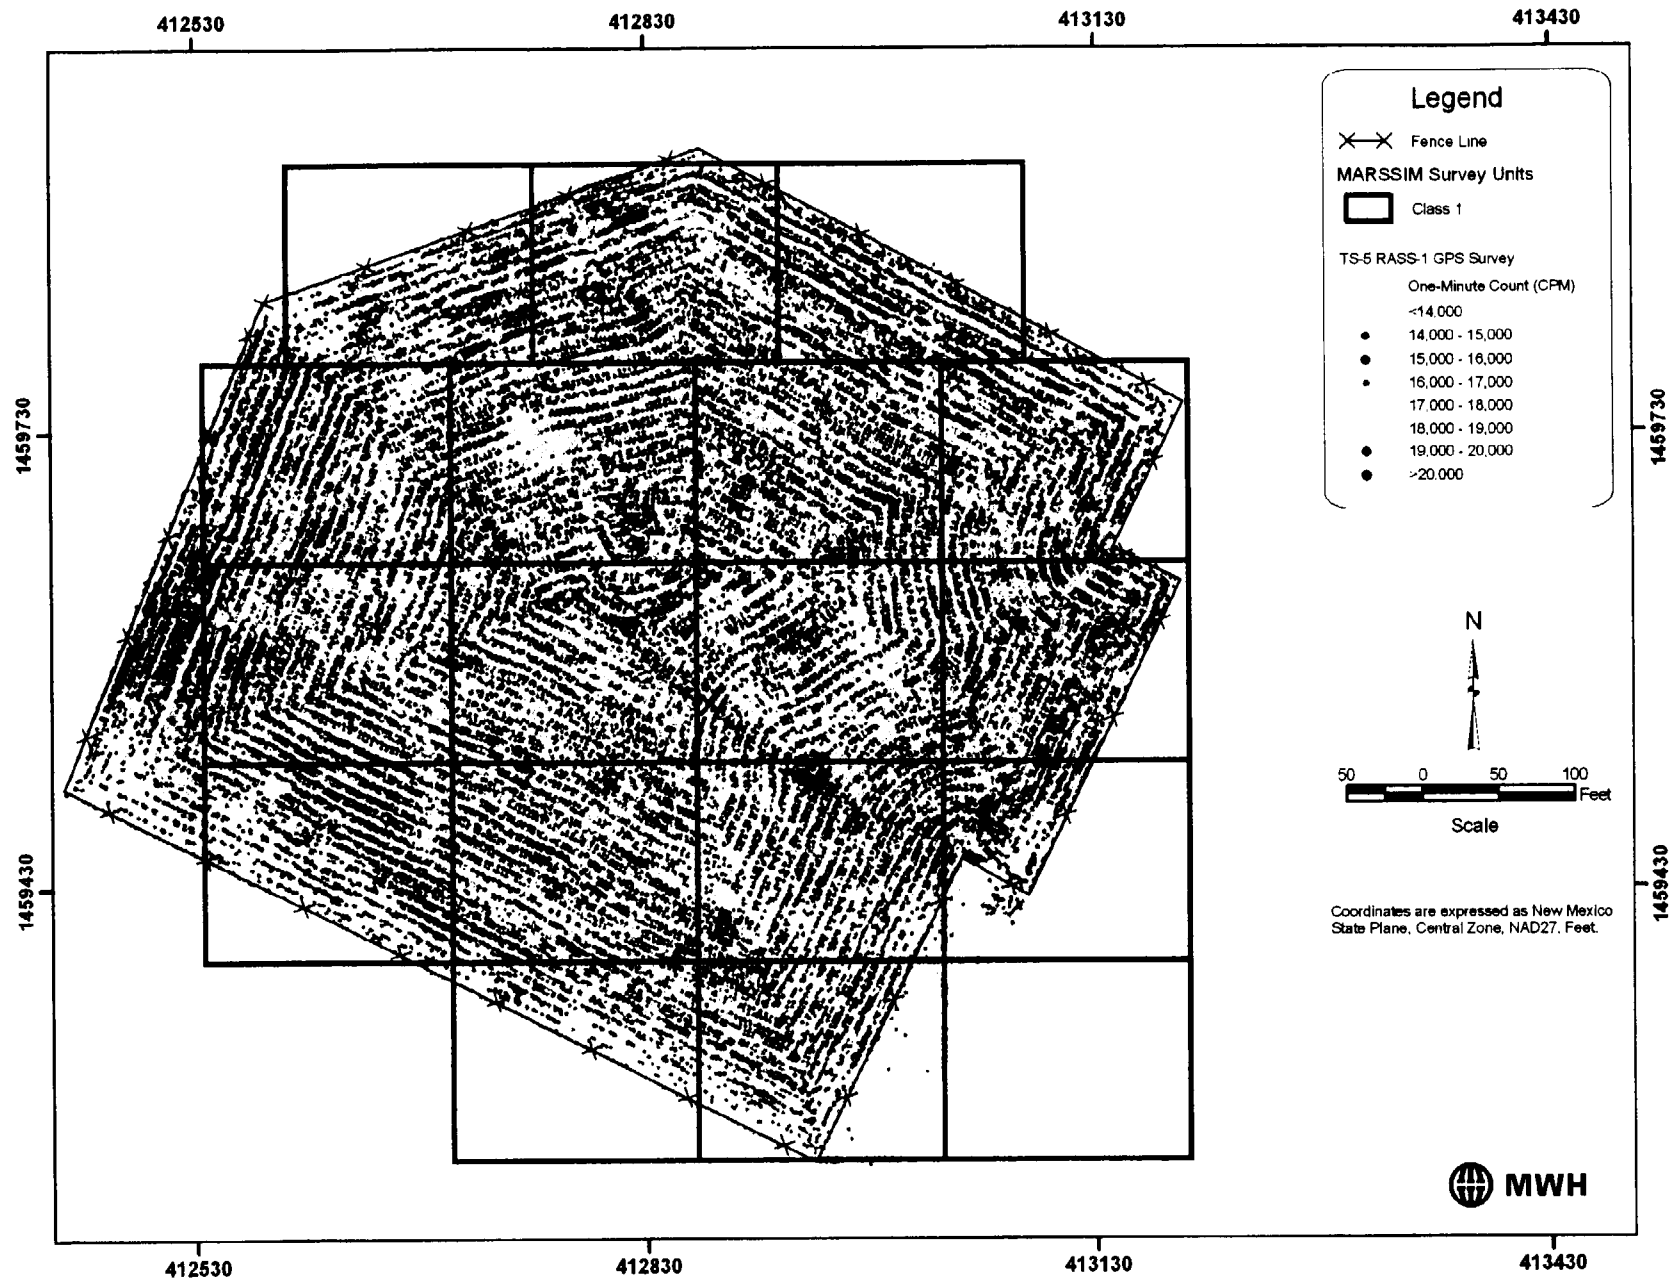 412530
412830
413130
413430
Legend
Fence Line
MARSSIM Survey Units
Class 1
TS-5 RASS-1 GPS Survey
One-Minute Count (CPM)
<14.000
14,000 - 15,000
15,000 - 16,000
16,000 - 17,000
17,000 - 18,000
18,000 - 19,000
19,000 - 20,000
>20.000
1459730
1459730
N
50 0 50 100
Feet
Scale
1459430
1459430
Coordinates are expressed as New Mexico
State Plane, Central Zone, NAD27, Feet.
MWH
412530
412830
413130
413430